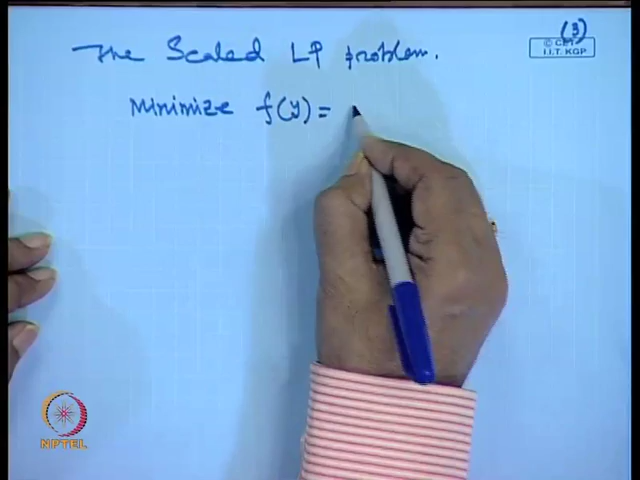 (3)
© CET
I.I.T. KGP
The Scaled LP problem.
Minimize f(y) =
NPTEL